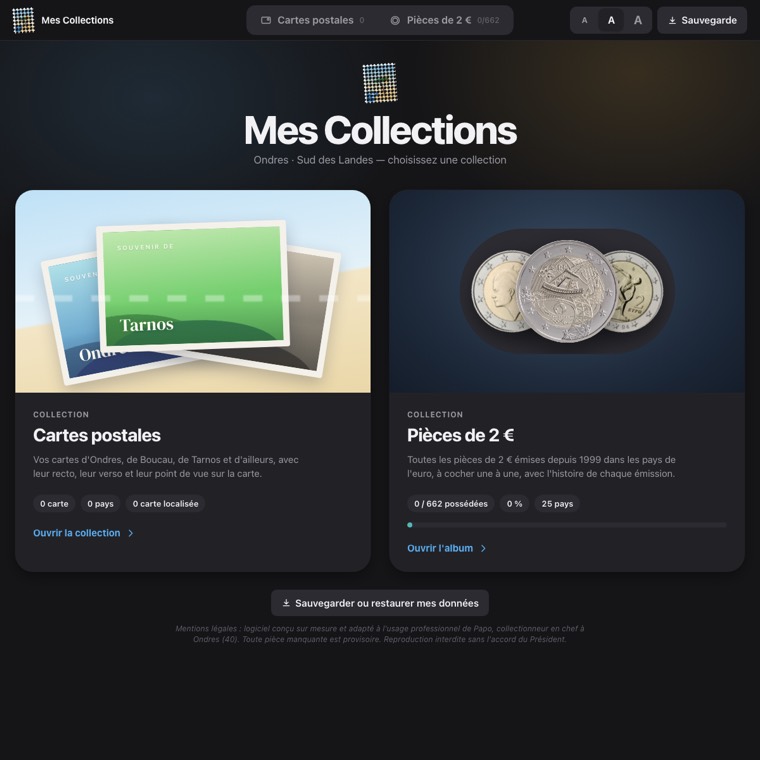 Mes Collections
Cartes postales 0
Pièces de 2 € 0/662
A A A
Sauvegarde
Mes Collections
Ondres · Sud des Landes — choisissez une collection
SOUVENIR DE
Tarnos
COLLECTION
Cartes postales
Vos cartes d'Ondres, de Boucau, de Tarnos et d'ailleurs, avec
leur recto, leur verso et leur point de vue sur la carte.
0 carte
0 pays
0 carte localisée
Ouvrir la collection
COLLECTION
Pièces de 2 €
Toutes les pièces de 2 € émises depuis 1999 dans les pays de
l'euro, à cocher une à une, avec l'histoire de chaque émission.
0 / 662 possédées
0 %
25 pays
Ouvrir l'album
Sauvegarder ou restaurer mes données
Mentions légales : logiciel conçu sur mesure et adapté à l'usage professionnel de Papo, collectionneur en chef à
Ondres (40). Toute pièce manquante est provisoire. Reproduction interdite sans l'accord du Président.